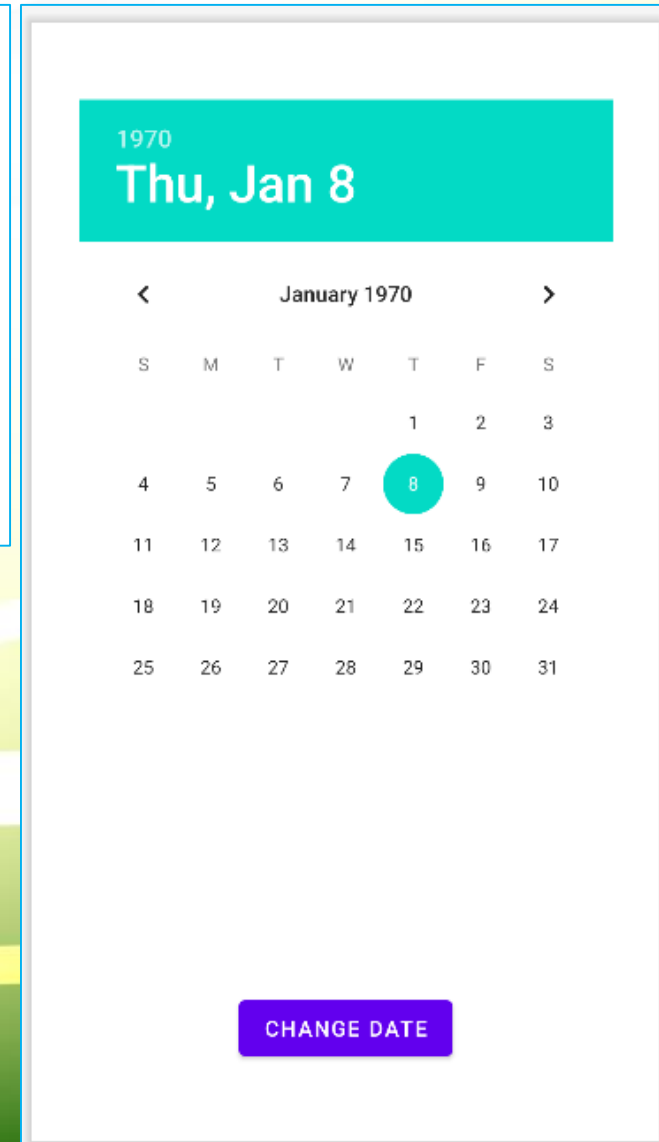 1970
Thu, Jan 8
January 1970
S M T W T F S
1 2 3
4 5 6 7 8 9 10
11 12 13 14 15 16 17
18 19 20 21 22 23 24
25 26 27 28 29 30 31
CHANGE DATE